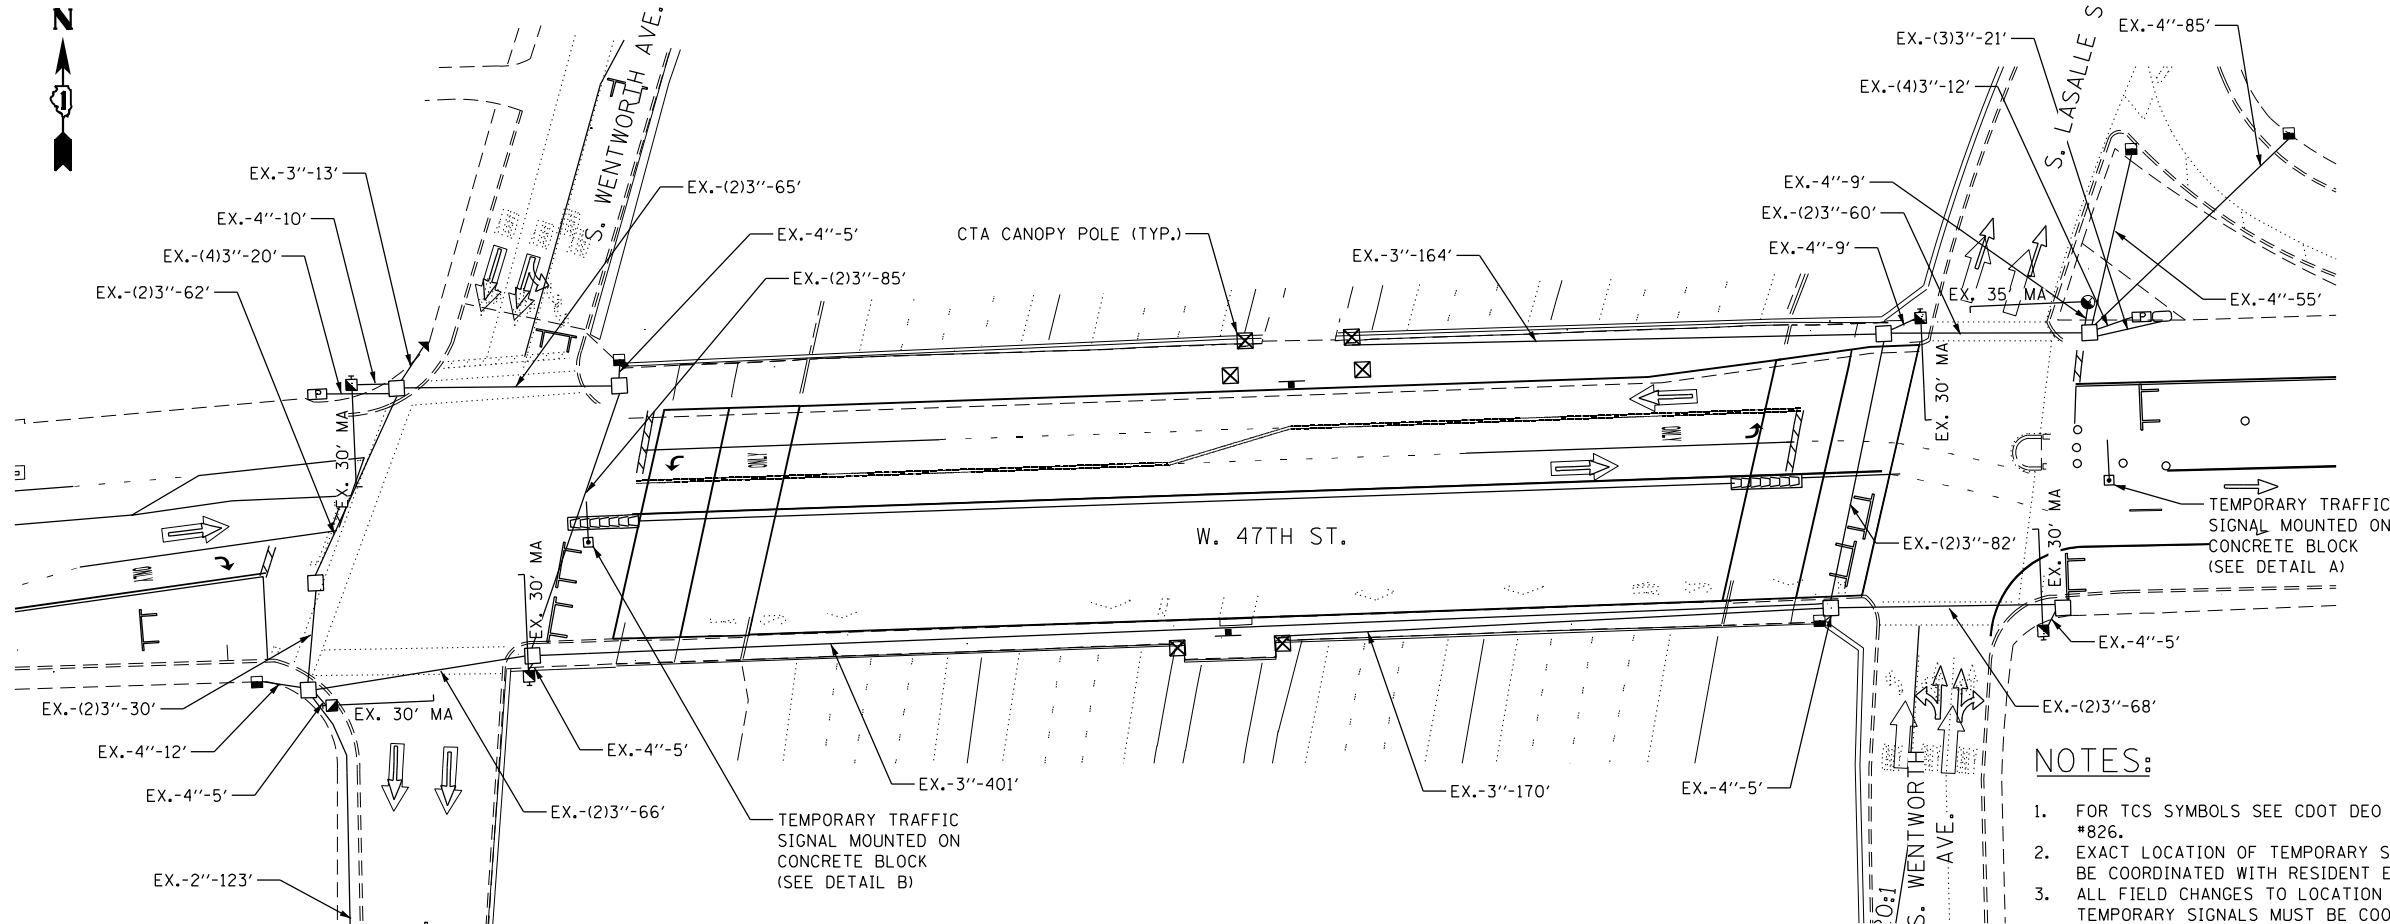 N
S. WENTWORTH AVE.
S. LASALLE S
EX.-4''-85'
EX.-(3)3''-21'
EX.-(4)3''-12'
EX.-3''-13'
EX.-(2)3''-65'
EX.-4''-9'
EX.-4''-10'
EX.-(2)3''-60'
EX.-4''-5'
CTA CANOPY POLE (TYP.)
EX.-4''-9'
EX.-(4)3''-20'
EX.-3''-164'
EX.-(2)3''-85'
EX.-(2)3''-62'
EX. 35' MA
EX.-4''-55'
P
P
EX. 30' MA
EX. 30' MA
ONLY
ONLY
ONLY
W. 47TH ST.
EX. 30' MA
EX. 30' MA
EX.-(2)3''-82'
TEMPORARY TRAFFIC
SIGNAL MOUNTED ON
CONCRETE BLOCK
(SEE DETAIL A)
EX.-4''-5'
EX.-(2)3''-30'
EX. 30' MA
EX.-(2)3''-68'
EX.-4''-12'
EX.-4''-5'
EX.-4''-5'
EX.-3''-401'
EX.-3''-170'
EX.-4''-5'
EX.-(2)3''-66'
TEMPORARY TRAFFIC
SIGNAL MOUNTED ON
CONCRETE BLOCK
(SEE DETAIL B)
EX.-2''-123'
S. WENTWORTH
AVE.
NOTES:
1. FOR TCS SYMBOLS SEE CDOT DEO
#826.
2. EXACT LOCATION OF TEMPORARY S
BE COORDINATED WITH RESIDENT E
3. ALL FIELD CHANGES TO LOCATION
TEMPORARY SIGNALS MUST BE COO